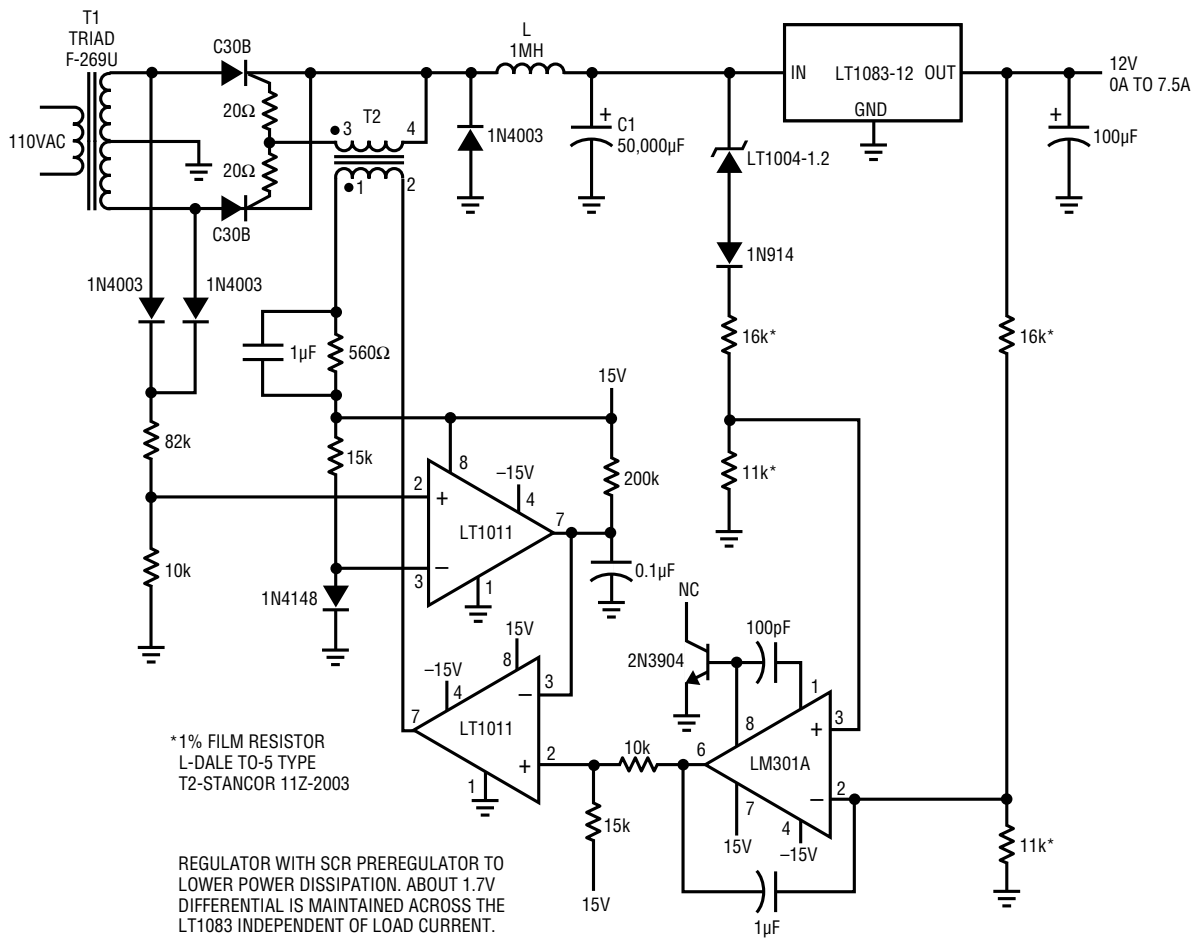 T1
TRIAD
F-269U
C30B
L
1MH
IN LT1083-12 OUT
GND
12V
0A TO 7.5A
20Ω
T2
3 4
110VAC
1N4003
+
C1
50,000µF
+
100µF
20Ω
1 2
LT1004-1.2
C30B
1N914
1N4003
1N4003
16k*
16k*
1µF
560Ω
15V
82k
15k
8
–15V
4
200k
11k*
2
+
7
LT1011
–
3
1
10k
0.1µF
1N4148
NC
15V
8
100pF
–15V
4
2N3904
3
–
1
7
LT1011
8
+
3
*1% FILM RESISTOR
L-DALE TO-5 TYPE
T2-STANCOR 11Z-2003
+
2
10k
6
LM301A
–
2
1
7
15k
4
15V
–15V
11k*
REGULATOR WITH SCR PREREGULATOR TO
LOWER POWER DISSIPATION. ABOUT 1.7V
DIFFERENTIAL IS MAINTAINED ACROSS THE
LT1083 INDEPENDENT OF LOAD CURRENT.
15V
1µF